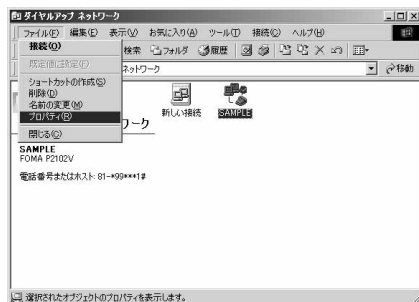 ダイヤルアップ ネットワーク
ファイル(F) 編集(E) 表示(V) お気に入り(A) ツール(T) 接続(C) ヘルプ(H)
検索 フォルダ 履歴
ネットワーク 移動
接続(O)
既定値に設定(F)
ショートカットの作成(S)
削除(D)
名前の変更(M)
プロパティ(R)
閉じる(C)
新しい接続 SAMPLE
ワーク
SAMPLE
FOMA P2102V
電話番号またはホスト: 81-*99***1#
選択されたオブジェクトのプロパティを表示します。